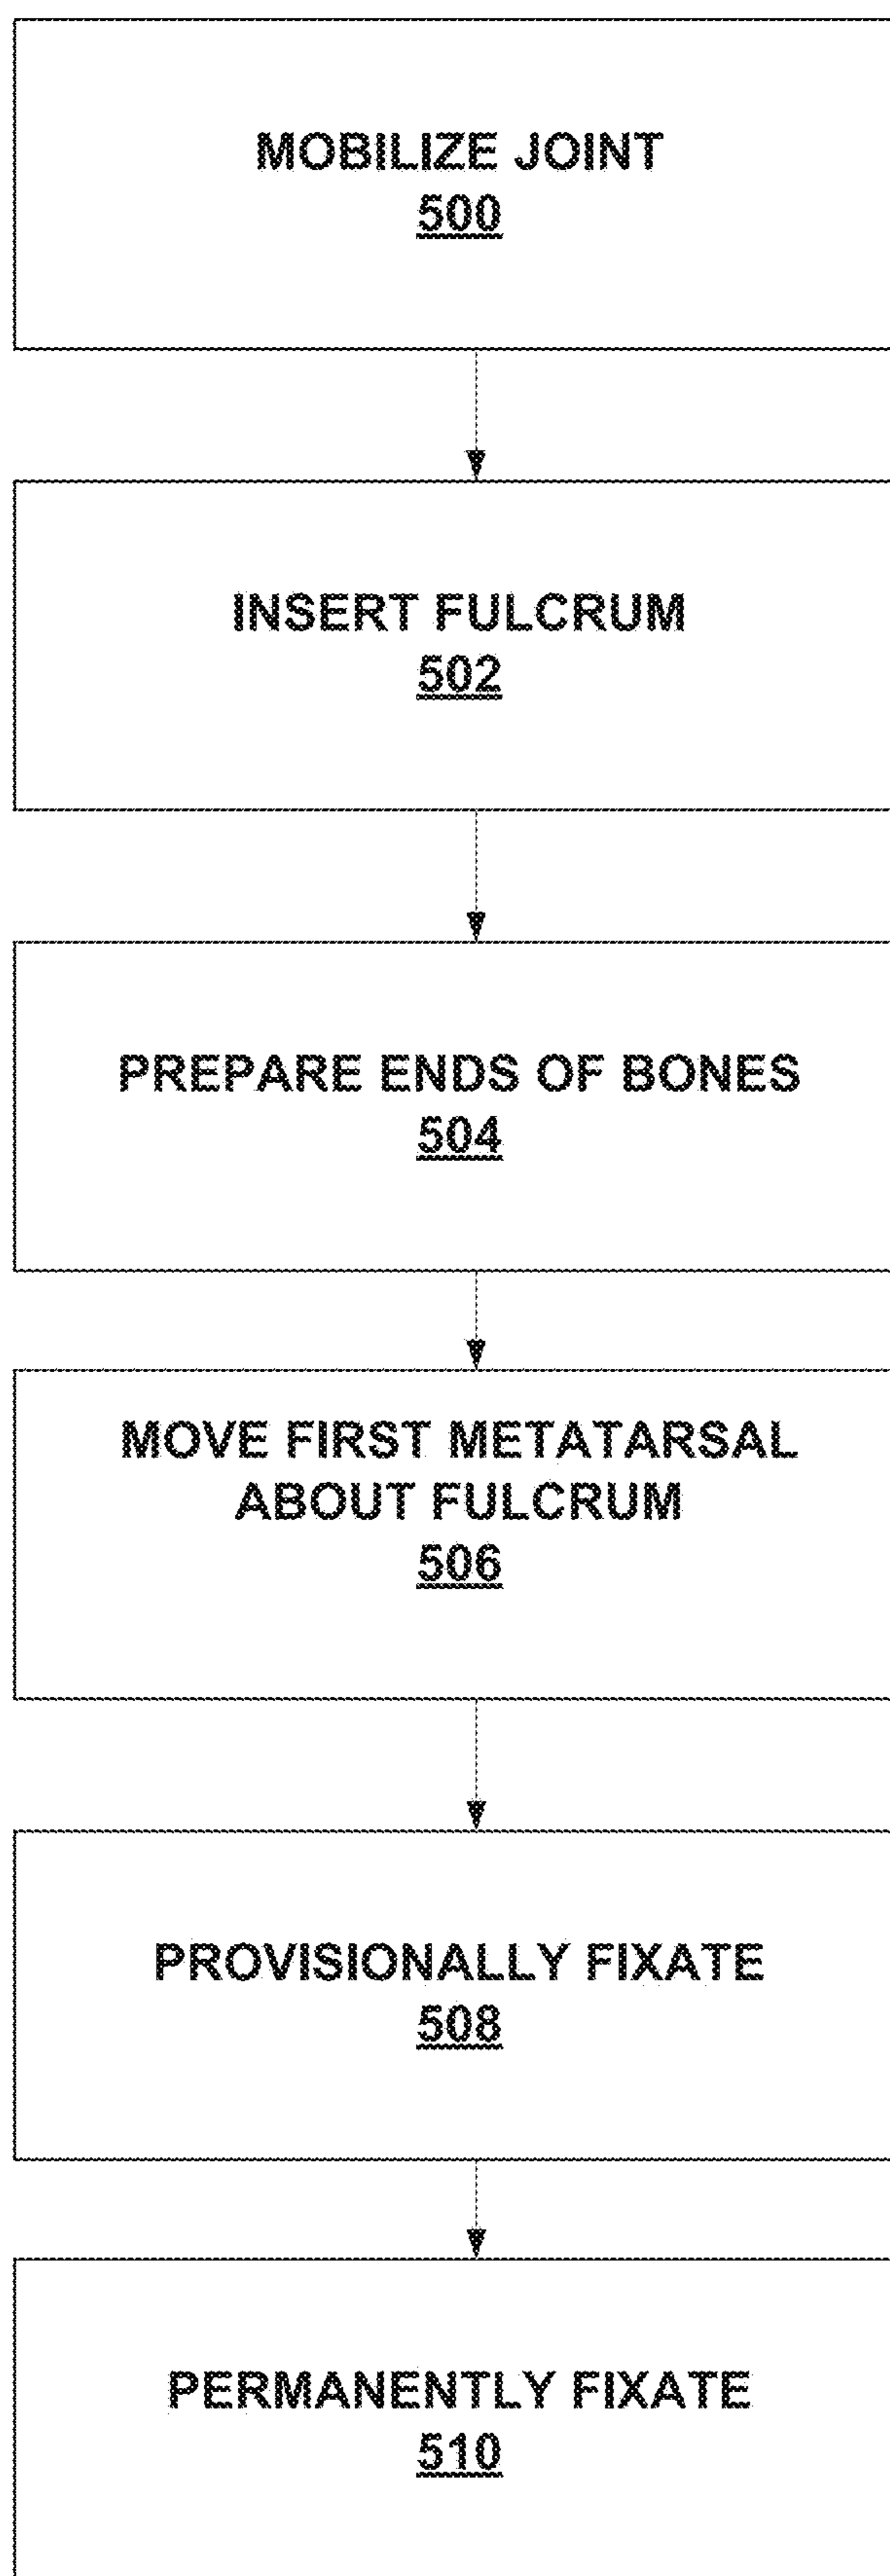 MOBILIZE JOINT
500
INSERT FULCRUM
502
PREPARE ENDS OF BONES
504
MOVE FIRST METATARSAL
ABOUT FULCRUM
506
PROVISIONALLY FIXATE
508
PERMANENTLY FIXATE
510